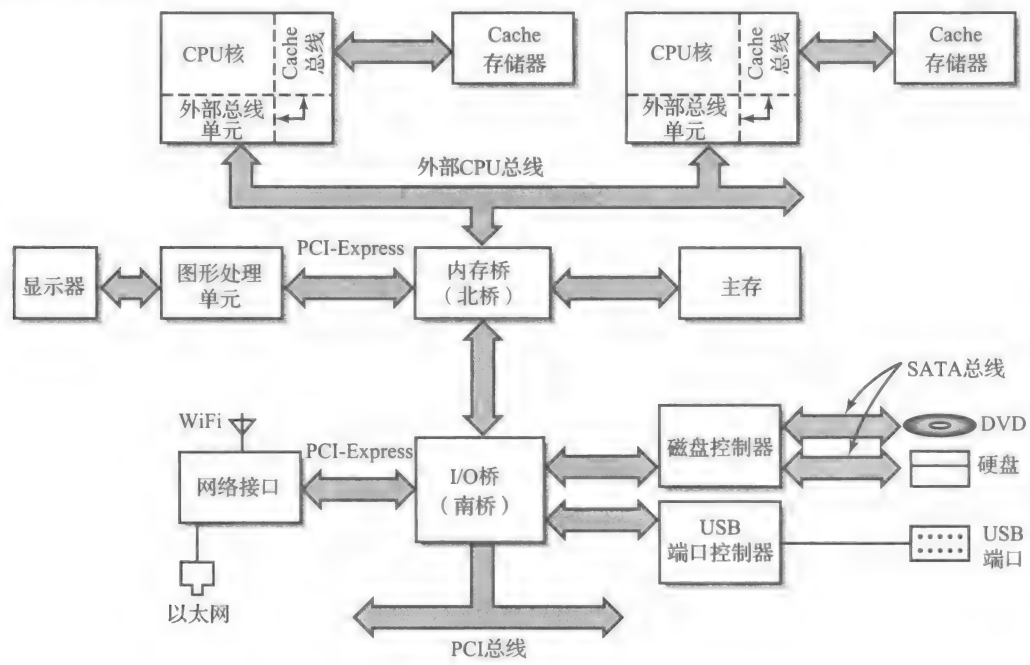 CPU核
Cache
总线
外部总线
单元
Cache
存储器
CPU核
Cache
总线
外部总线
单元
Cache
存储器
外部CPU总线
显示器
图形处理
单元
PCI-Express
内存桥
(北桥)
主存
SATA总线
WiFi
PCI-Express
网络接口
I/O桥
(南桥)
磁盘控制器
DVD
硬盘
USB
端口控制器
USB
端口
以太网
PCI总线